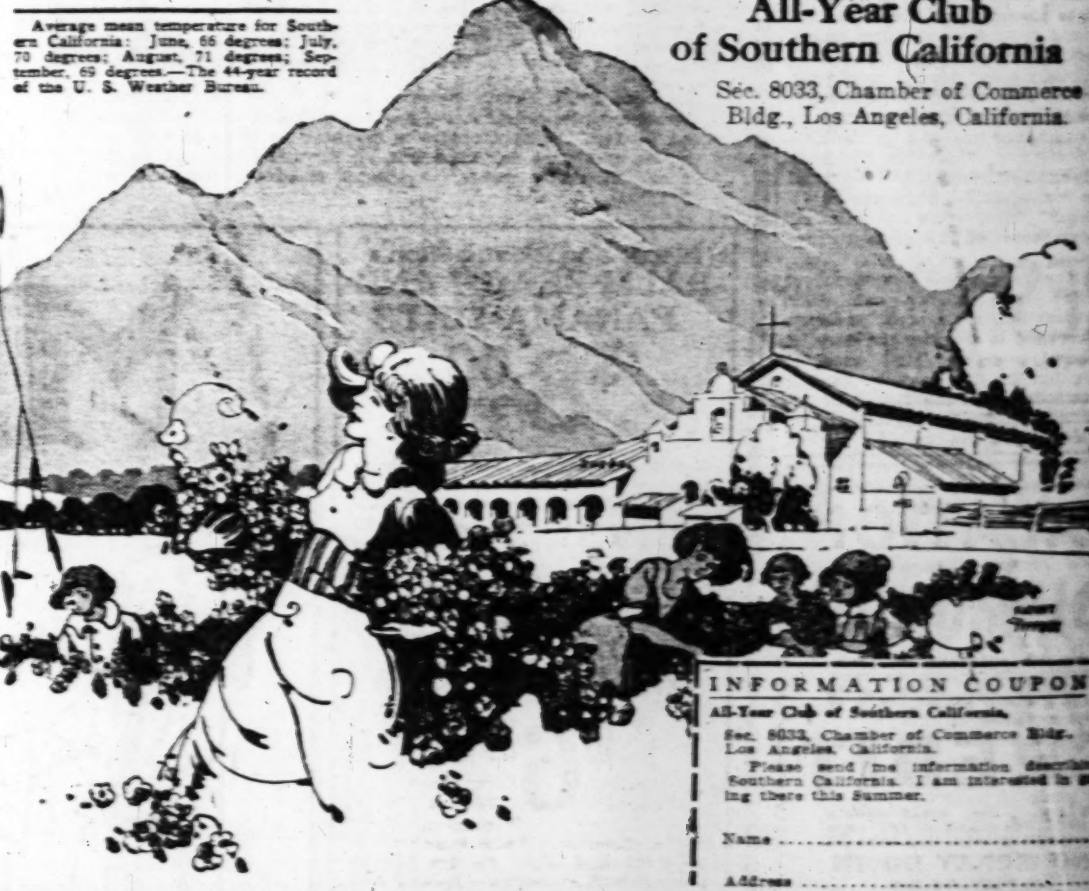 Average mean temperature for South-
ern California: June, 66 degrees; July,
70 degrees; August, 71 degrees; Sep-
tember, 69 degrees.—The 44-year record
of the U. S. Weather Bureau.
All-Year Club
of Southern California
Sec. 8033, Chamber of Commerce
Bldg., Los Angeles, California.
INFORMATION COUPON
All-Year Club of Southern California,
Sec. 8033, Chamber of Commerce Bldg.,
Los Angeles, California.
Please send me information
Southern California. I am interested in
ing there this Summer.
Name
Address